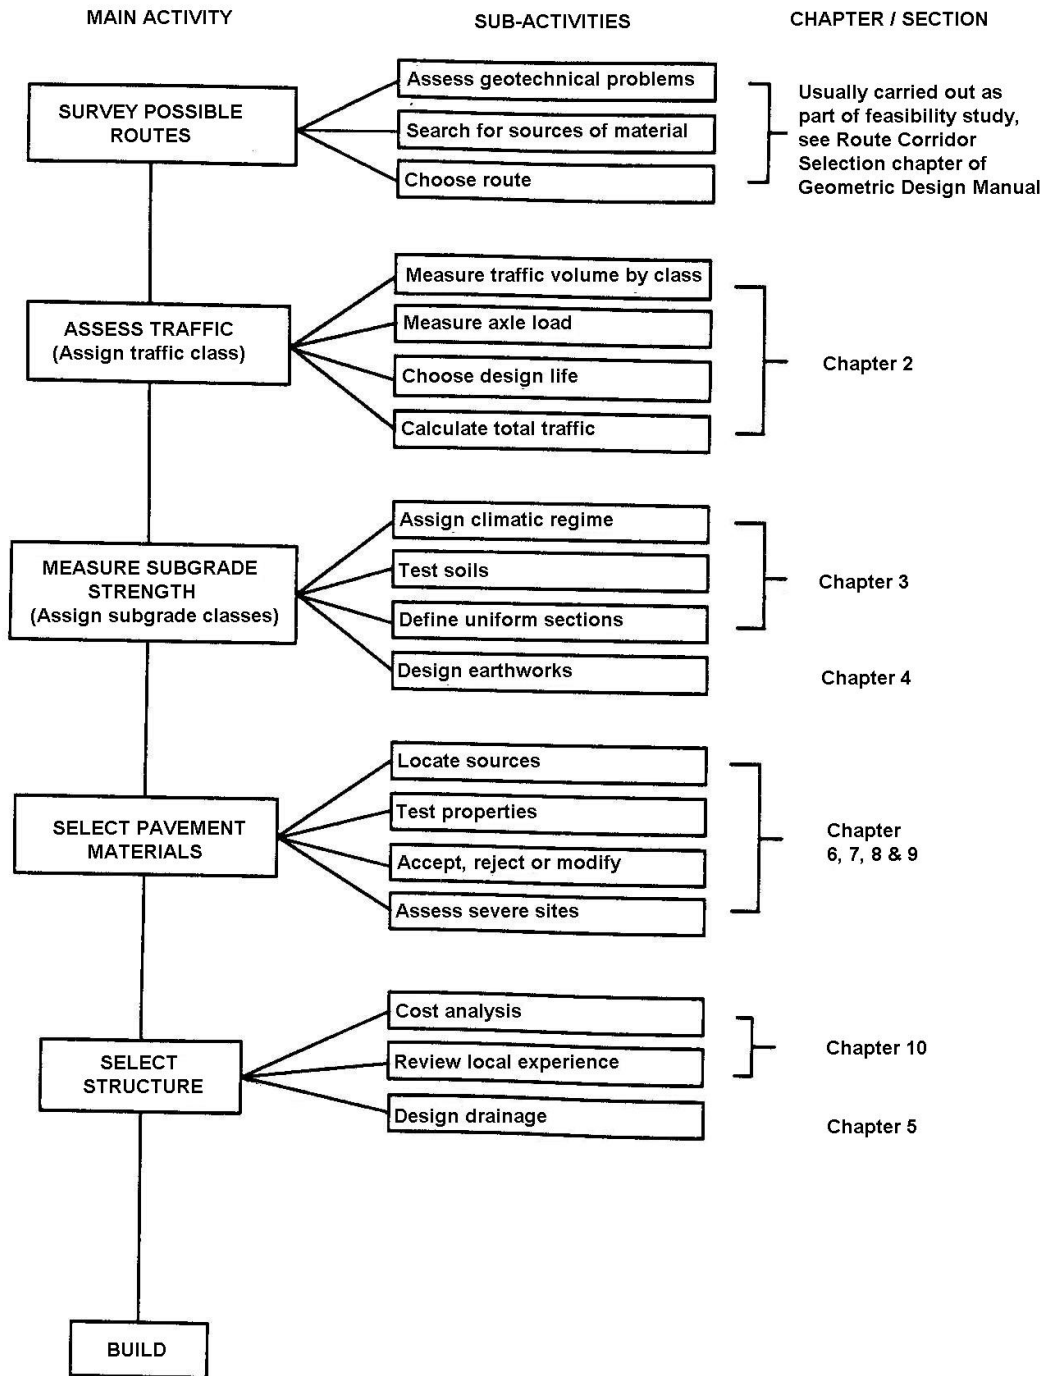 MAIN ACTIVITY
SUB-ACTIVITIES
CHAPTER / SECTION
SURVEY POSSIBLE
ROUTES
Assess geotechnical problems
Search for sources of material
Choose route
Usually carried out as
part of feasibility study,
see Route Corridor
Selection chapter of
Geometric Design Manual
ASSESS TRAFFIC
(Assign traffic class)
Measure traffic volume by class
Measure axle load
Choose design life
Calculate total traffic
Chapter 2
MEASURE SUBGRADE
STRENGTH
(Assign subgrade classes)
Assign climatic regime
Test soils
Define uniform sections
Design earthworks
Chapter 3
Chapter 4
SELECT PAVEMENT
MATERIALS
Locate sources
Test properties
Accept, reject or modify
Assess severe sites
Chapter
6, 7, 8 & 9
SELECT
STRUCTURE
Cost analysis
Review local experience
Design drainage
Chapter 10
Chapter 5
BUILD